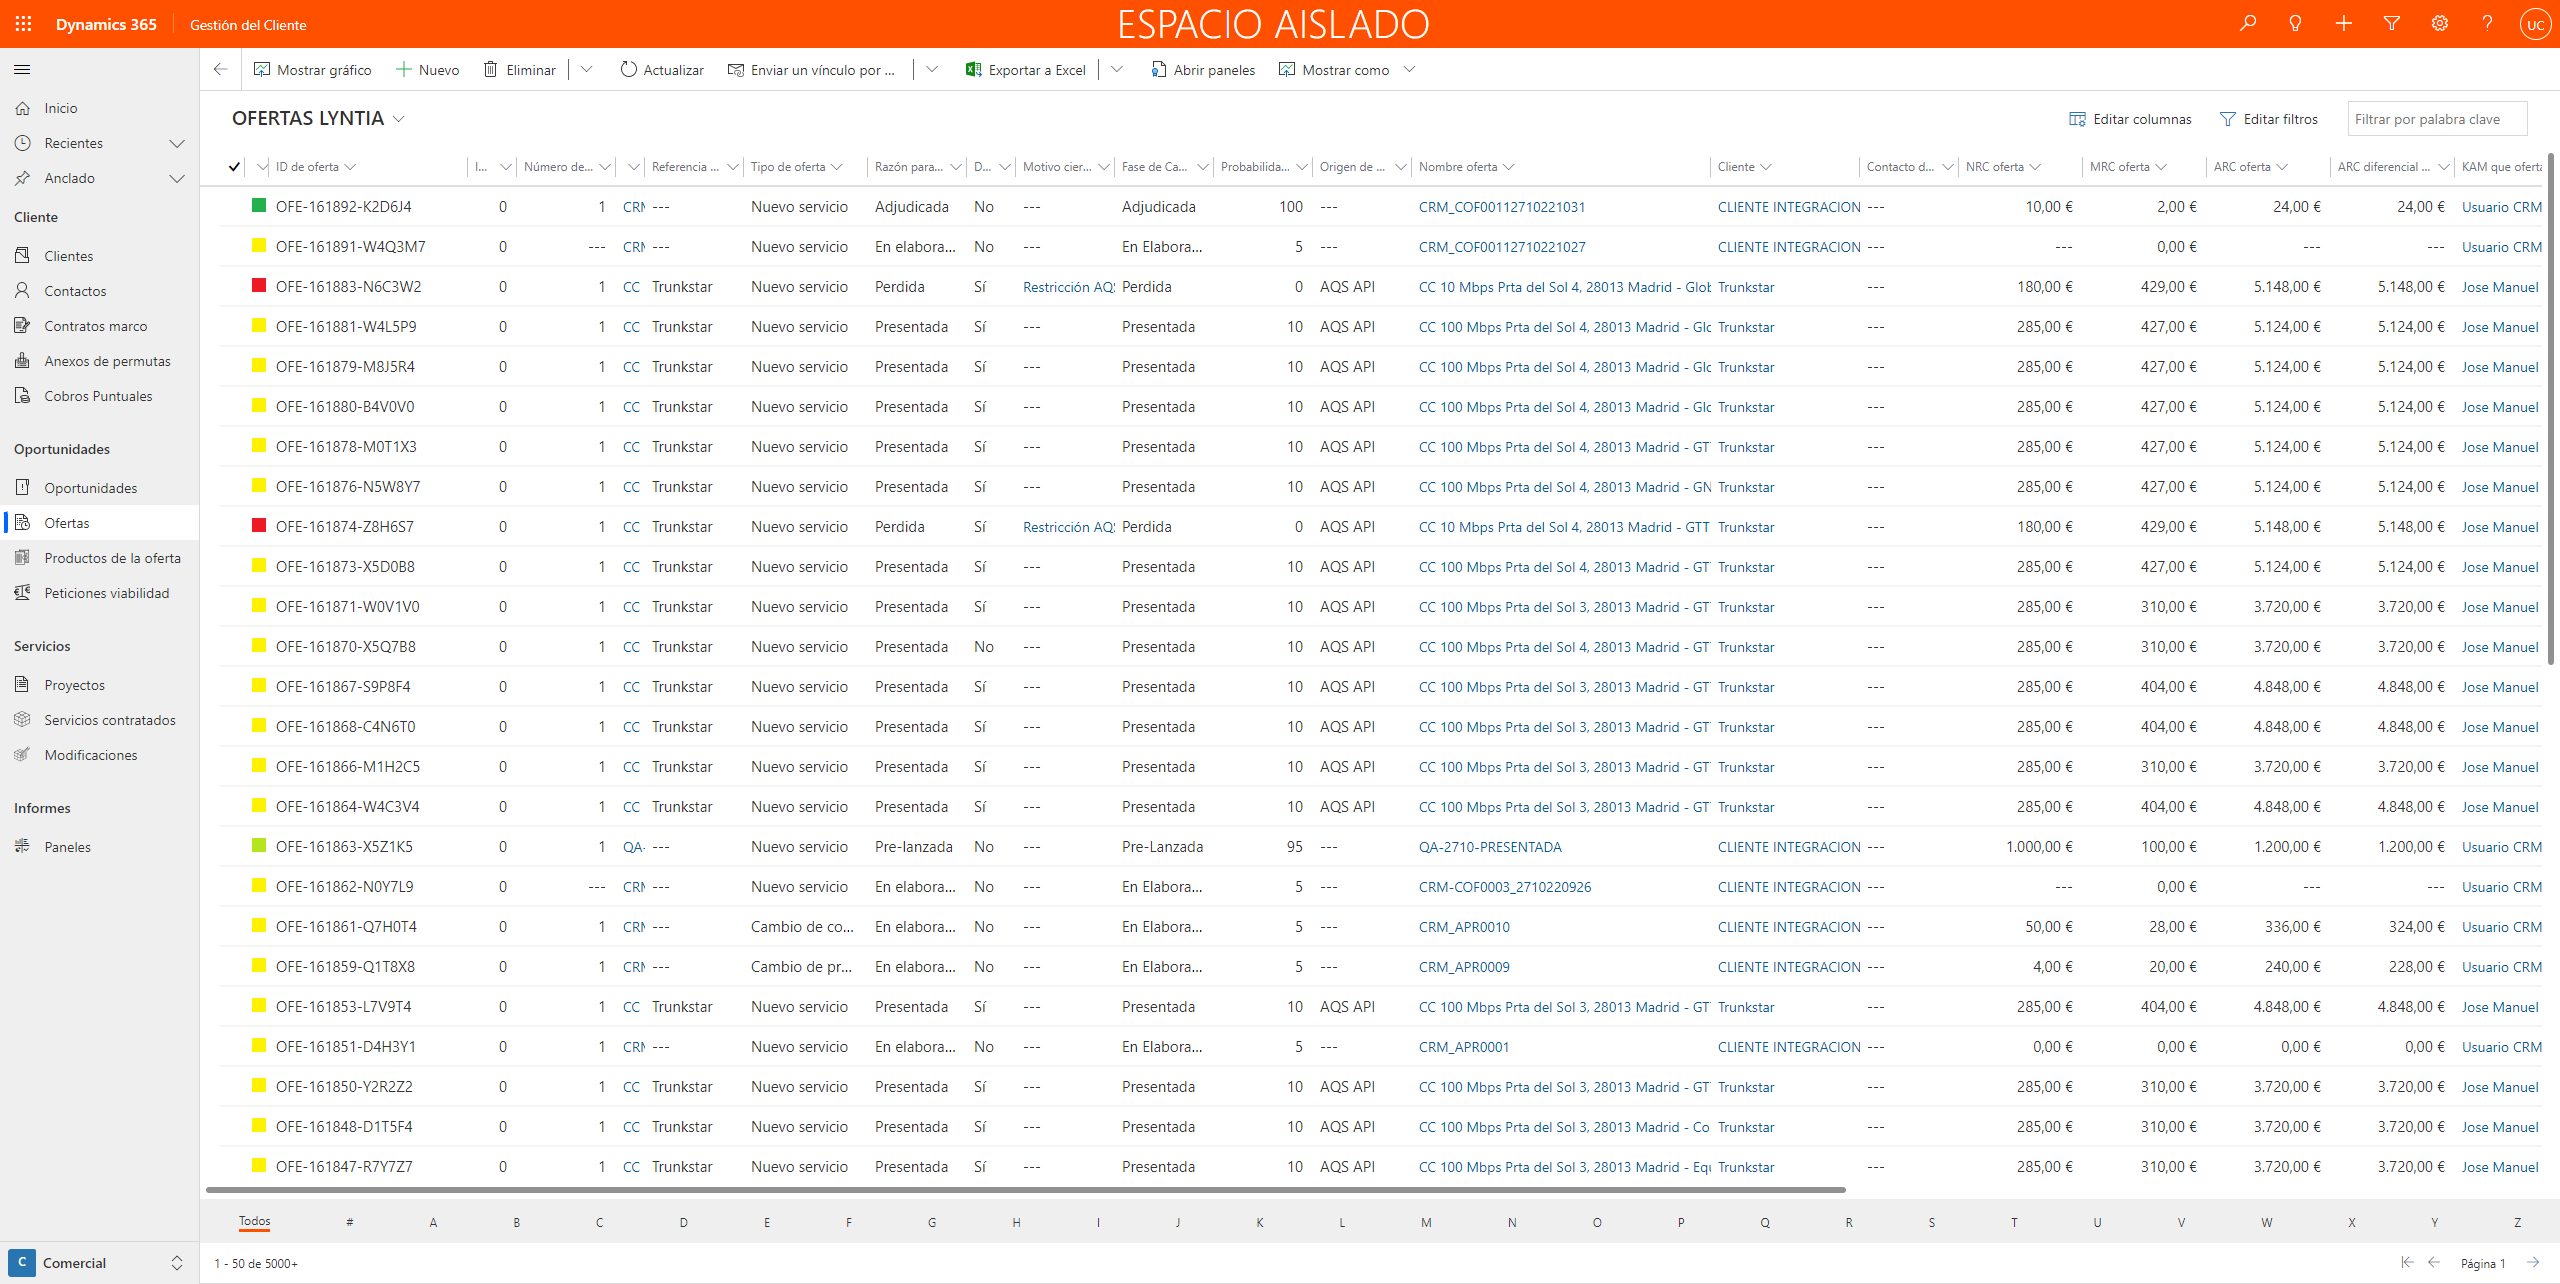 Dynamics 365 Gestión del Cliente ESPACIO AISLADO UC
Mostrar gráfico Nuevo Eliminar Actualizar Enviar un vínculo por ... Exportar a Excel Abrir paneles Mostrar como
Inicio
Recientes
Anclado
Cliente
Clientes
Contactos
Contratos marco
Anexos de permutas
Cobros Puntuales
Oportunidades
Oportunidades
Ofertas
Productos de la oferta
Peticiones viabilidad
Servicios
Proyectos
Servicios contratados
Modificaciones
Informes
Paneles
C Comercial
OFERTAS LYNTIA Editar columnas Editar filtros Filtrar por palabra clave
ID de oferta I... Número de... Referencia ... Tipo de oferta Razón para... D... Motivo cier... Fase de Ca... Probabilida... Origen de ... Nombre oferta Cliente Contacto d... NRC oferta MRC oferta ARC oferta ARC diferencial ... KAM que oferta
OFE-161892-K2D6J4 0 1 CRM --- Nuevo servicio Adjudicada No --- Adjudicada 100 --- CRM_COF00112710221031 CLIENTE INTEGRACION --- 10,00 € 2,00 € 24,00 € 24,00 € Usuario CRM
OFE-161891-W4Q3M7 0 --- CRM --- Nuevo servicio En elabora... No --- En Elabora... 5 --- CRM_COF00112710221027 CLIENTE INTEGRACION --- --- 0,00 € --- --- Usuario CRM
OFE-161883-N6C3W2 0 1 CC Trunkstar Nuevo servicio Perdida Sí Restricción AQS Perdida 0 AQS API CC 10 Mbps Prta del Sol 4, 28013 Madrid - Glob Trunkstar --- 180,00 € 429,00 € 5.148,00 € 5.148,00 € Jose Manuel
OFE-161881-W4L5P9 0 1 CC Trunkstar Nuevo servicio Presentada Sí --- Presentada 10 AQS API CC 100 Mbps Prta del Sol 4, 28013 Madrid - Glo Trunkstar --- 285,00 € 427,00 € 5.124,00 € 5.124,00 € Jose Manuel
OFE-161879-M8J5R4 0 1 CC Trunkstar Nuevo servicio Presentada Sí --- Presentada 10 AQS API CC 100 Mbps Prta del Sol 4, 28013 Madrid - Glo Trunkstar --- 285,00 € 427,00 € 5.124,00 € 5.124,00 € Jose Manuel
OFE-161880-B4V0V0 0 1 CC Trunkstar Nuevo servicio Presentada Sí --- Presentada 10 AQS API CC 100 Mbps Prta del Sol 4, 28013 Madrid - Glo Trunkstar --- 285,00 € 427,00 € 5.124,00 € 5.124,00 € Jose Manuel
OFE-161878-M0T1X3 0 1 CC Trunkstar Nuevo servicio Presentada Sí --- Presentada 10 AQS API CC 100 Mbps Prta del Sol 4, 28013 Madrid - GT Trunkstar --- 285,00 € 427,00 € 5.124,00 € 5.124,00 € Jose Manuel
OFE-161876-N5W8Y7 0 1 CC Trunkstar Nuevo servicio Presentada Sí --- Presentada 10 AQS API CC 100 Mbps Prta del Sol 4, 28013 Madrid - GN Trunkstar --- 285,00 € 427,00 € 5.124,00 € 5.124,00 € Jose Manuel
OFE-161874-Z8H6S7 0 1 CC Trunkstar Nuevo servicio Perdida Sí Restricción AQS Perdida 0 AQS API CC 10 Mbps Prta del Sol 4, 28013 Madrid - GTT Trunkstar --- 180,00 € 429,00 € 5.148,00 € 5.148,00 € Jose Manuel
OFE-161873-X5D0B8 0 1 CC Trunkstar Nuevo servicio Presentada Sí --- Presentada 10 AQS API CC 100 Mbps Prta del Sol 4, 28013 Madrid - GT Trunkstar --- 285,00 € 427,00 € 5.124,00 € 5.124,00 € Jose Manuel
OFE-161871-W0V1V0 0 1 CC Trunkstar Nuevo servicio Presentada Sí --- Presentada 10 AQS API CC 100 Mbps Prta del Sol 3, 28013 Madrid - GT Trunkstar --- 285,00 € 310,00 € 3.720,00 € 3.720,00 € Jose Manuel
OFE-161870-X5Q7B8 0 1 CC Trunkstar Nuevo servicio Presentada No --- Presentada 10 AQS API CC 100 Mbps Prta del Sol 4, 28013 Madrid - GT Trunkstar --- 285,00 € 310,00 € 3.720,00 € 3.720,00 € Jose Manuel
OFE-161867-S9P8F4 0 1 CC Trunkstar Nuevo servicio Presentada Sí --- Presentada 10 AQS API CC 100 Mbps Prta del Sol 3, 28013 Madrid - GT Trunkstar --- 285,00 € 404,00 € 4.848,00 € 4.848,00 € Jose Manuel
OFE-161868-C4N6T0 0 1 CC Trunkstar Nuevo servicio Presentada Sí --- Presentada 10 AQS API CC 100 Mbps Prta del Sol 3, 28013 Madrid - GT Trunkstar --- 285,00 € 404,00 € 4.848,00 € 4.848,00 € Jose Manuel
OFE-161866-M1H2C5 0 1 CC Trunkstar Nuevo servicio Presentada Sí --- Presentada 10 AQS API CC 100 Mbps Prta del Sol 3, 28013 Madrid - GT Trunkstar --- 285,00 € 310,00 € 3.720,00 € 3.720,00 € Jose Manuel
OFE-161864-W4C3V4 0 1 CC Trunkstar Nuevo servicio Presentada Sí --- Presentada 10 AQS API CC 100 Mbps Prta del Sol 3, 28013 Madrid - GT Trunkstar --- 285,00 € 404,00 € 4.848,00 € 4.848,00 € Jose Manuel
OFE-161863-X5Z1K5 0 1 QA- --- Nuevo servicio Pre-lanzada No --- Pre-Lanzada 95 --- QA-2710-PRESENTADA CLIENTE INTEGRACION --- 1.000,00 € 100,00 € 1.200,00 € 1.200,00 € Usuario CRM
OFE-161862-N0Y7L9 0 --- CRM --- Nuevo servicio En elabora... No --- En Elabora... 5 --- CRM-COF0003_2710220926 CLIENTE INTEGRACION --- --- 0,00 € --- --- Usuario CRM
OFE-161861-Q7H0T4 0 1 CRM --- Cambio de co... En elabora... No --- En Elabora... 5 --- CRM_APR0010 CLIENTE INTEGRACION --- 50,00 € 28,00 € 336,00 € 324,00 € Usuario CRM
OFE-161859-Q1T8X8 0 1 CRM --- Cambio de pr... En elabora... No --- En Elabora... 5 --- CRM_APR0009 CLIENTE INTEGRACION --- 4,00 € 20,00 € 240,00 € 228,00 € Usuario CRM
OFE-161853-L7V9T4 0 1 CC Trunkstar Nuevo servicio Presentada Sí --- Presentada 10 AQS API CC 100 Mbps Prta del Sol 3, 28013 Madrid - GT Trunkstar --- 285,00 € 404,00 € 4.848,00 € 4.848,00 € Jose Manuel
OFE-161851-D4H3Y1 0 1 CRM --- Nuevo servicio En elabora... No --- En Elabora... 5 --- CRM_APR0001 CLIENTE INTEGRACION --- 0,00 € 0,00 € 0,00 € 0,00 € Usuario CRM
OFE-161850-Y2R2Z2 0 1 CC Trunkstar Nuevo servicio Presentada Sí --- Presentada 10 AQS API CC 100 Mbps Prta del Sol 3, 28013 Madrid - GT Trunkstar --- 285,00 € 310,00 € 3.720,00 € 3.720,00 € Jose Manuel
OFE-161848-D1T5F4 0 1 CC Trunkstar Nuevo servicio Presentada Sí --- Presentada 10 AQS API CC 100 Mbps Prta del Sol 3, 28013 Madrid - Co Trunkstar --- 285,00 € 310,00 € 3.720,00 € 3.720,00 € Jose Manuel
OFE-161847-R7Y7Z7 0 1 CC Trunkstar Nuevo servicio Presentada Sí --- Presentada 10 AQS API CC 100 Mbps Prta del Sol 3, 28013 Madrid - Equ Trunkstar --- 285,00 € 310,00 € 3.720,00 € 3.720,00 € Jose Manuel
Todos # A B C D E F G H I J K L M N O P Q R S T U V W X Y Z
1 - 50 de 5000+ Página 1